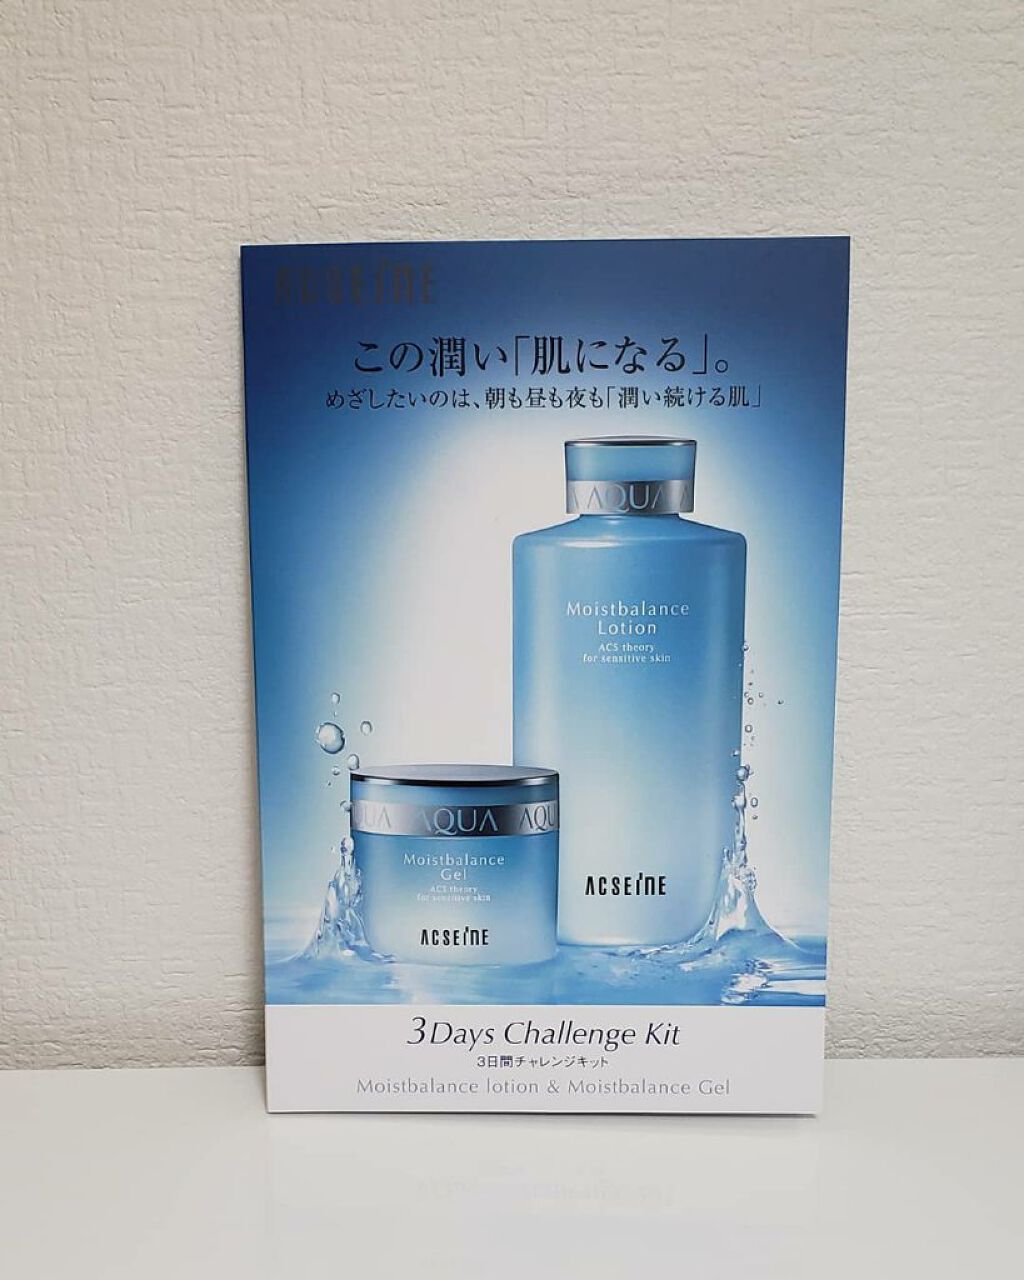 ACSEINE
この潤い「肌になる」。
めざしたいのは、朝も昼も夜も「潤い続ける肌」
AQUA
Moistbalance
Lotion
ACS theory
for sensitive skin
ACSEINE
UA AQUA AQU
Moistbalance
Gel
ACS theory
for sensitive skin
ACSEINE
3Days Challenge Kit
3日間チャレンジキット
Moistbalance lotion & Moistbalance Gel